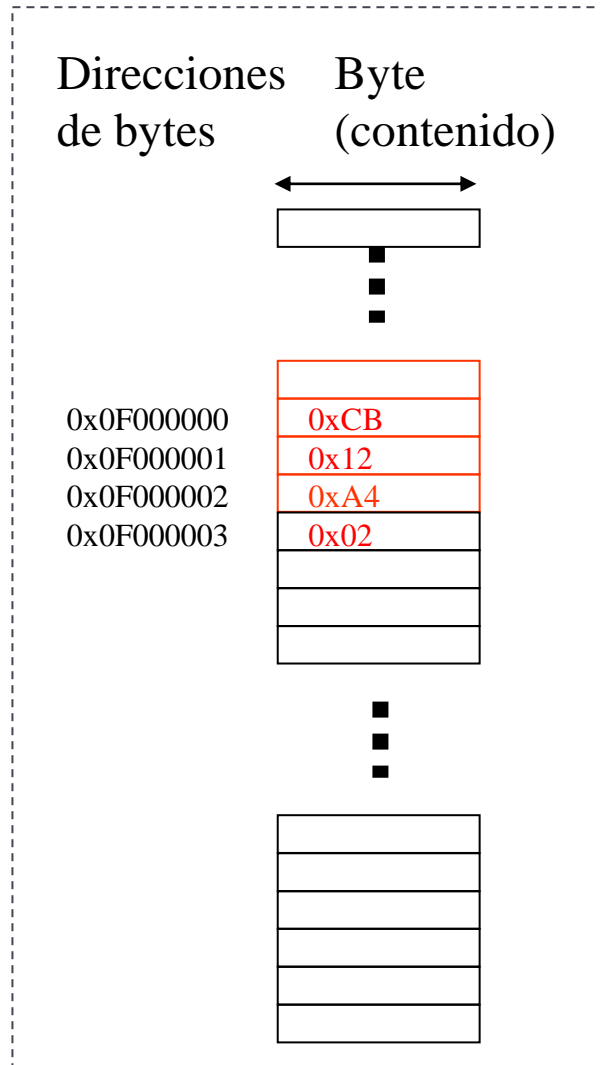 Direcciones Byte
de bytes (contenido)
0x0F000000 0xCB
0x0F000001 0x12
0x0F000002 0xA4
0x0F000003 0x02